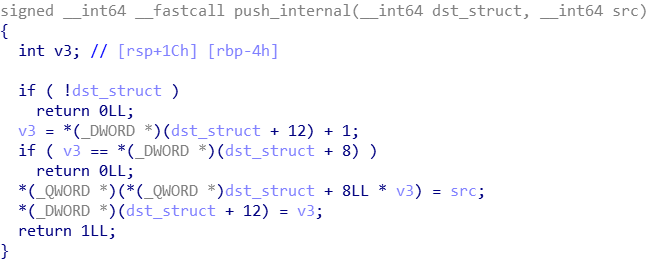 signed __int64 __fastcall push_internal(__int64 dst_struct, __int64 src)
{
  int v3; // [rsp+1Ch] [rbp-4h]

  if ( !dst_struct )
    return 0LL;
  v3 = *(_DWORD *)(dst_struct + 12) + 1;
  if ( v3 == *(_DWORD *)(dst_struct + 8) )
    return 0LL;
  *(_QWORD *)(*(_QWORD *)dst_struct + 8LL * v3) = src;
  *(_DWORD *)(dst_struct + 12) = v3;
  return 1LL;
}